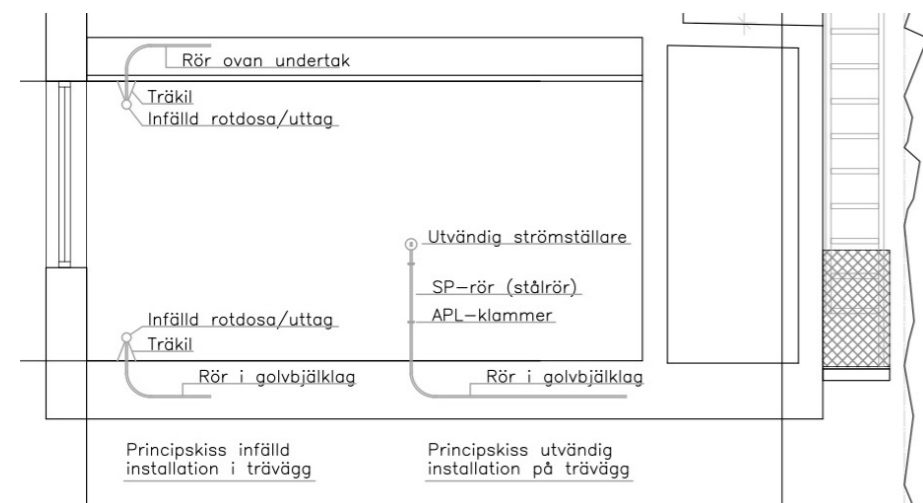 Rör ovan undertak
Träkil
Infälld rotdosa/uttag
Utvändig strömställare
SP-rör (stålrör)
APL-klammer
Infälld rotdosa/uttag
Träkil
Rör i golvbjälklag
Rör i golvbjälklag
Principskiss infälld
installation i trävägg
Principskiss utvändig
installation på trävägg